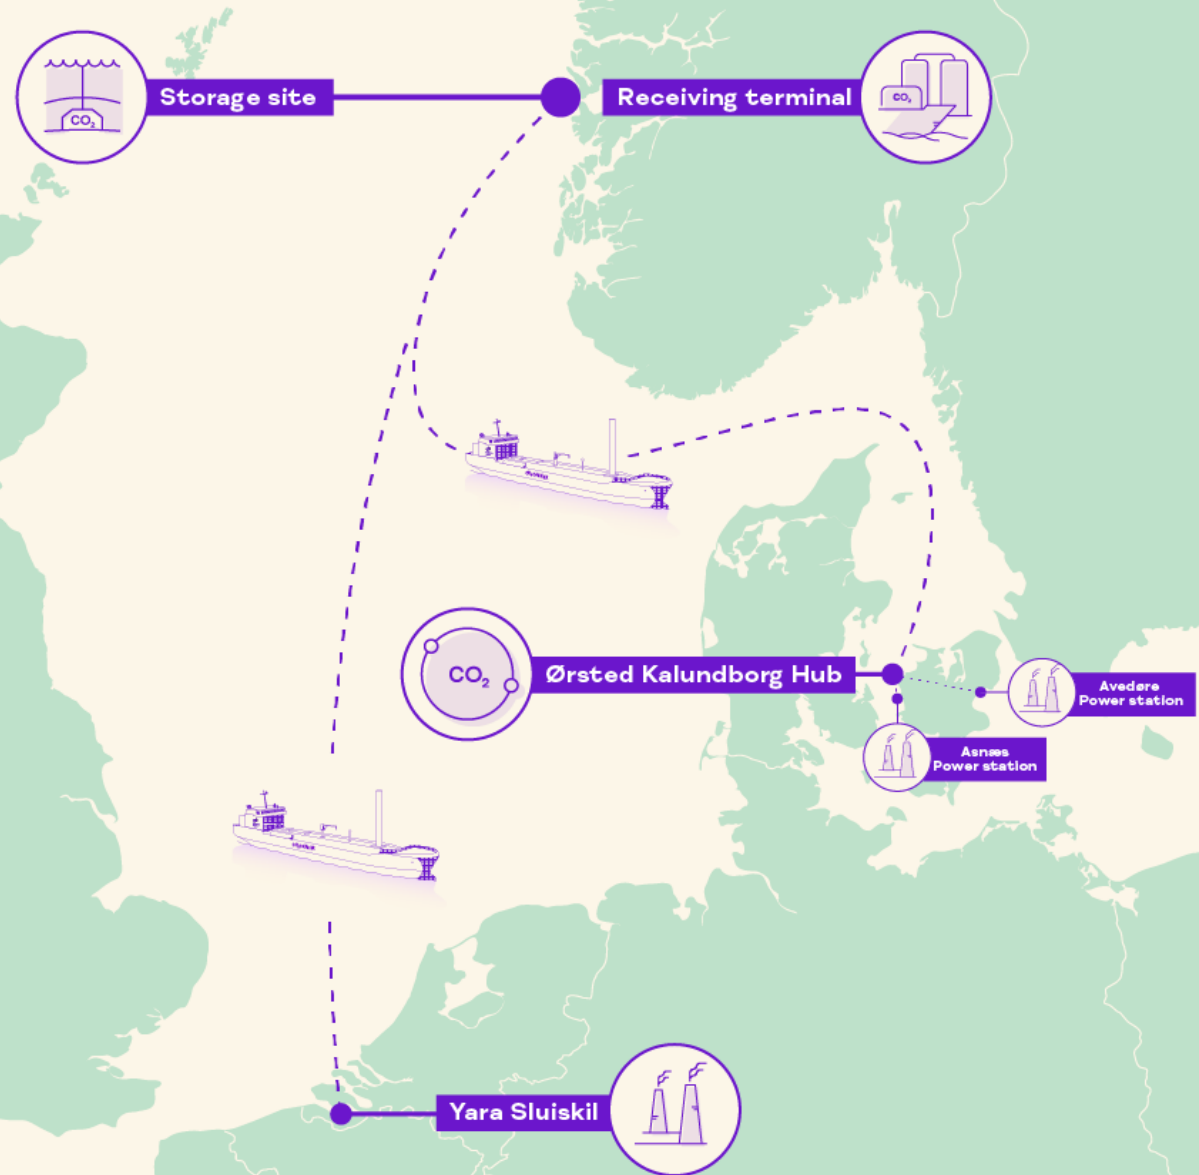 Storage site
Receiving terminal
CO₂
CO₂
Ørsted Kalundborg Hub
CO₂
Avedøre
Power station
Asnæs
Power station
Yara Sluiskil